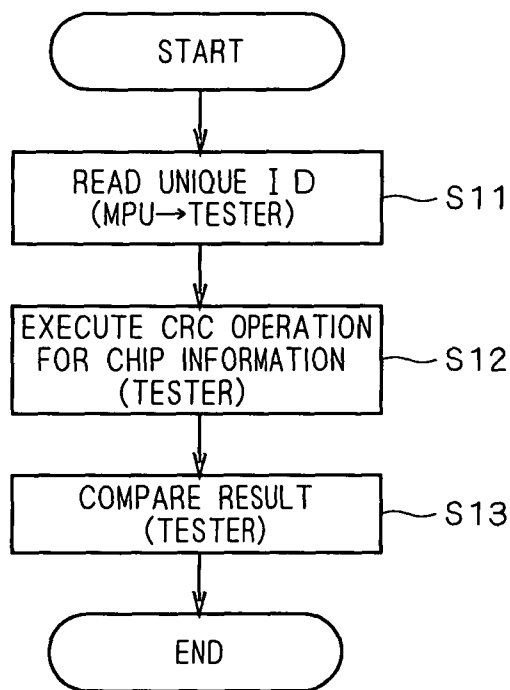 START
READ UNIQUE ID
(MPU→TESTER)
S11
EXECUTE CRC OPERATION
FOR CHIP INFORMATION
(TESTER)
S12
COMPARE RESULT
(TESTER)
S13
END